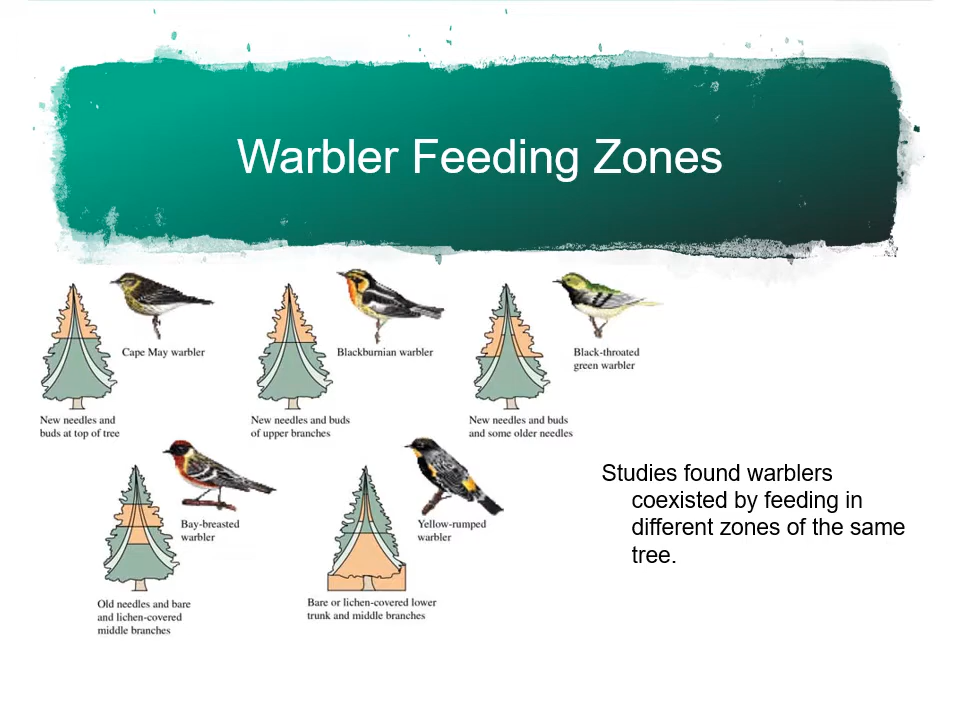 Warbler Feeding Zones
Cape May warbler
New needles and
buds at top of tree
Blackburnian warbler
New needles and buds
of upper branches
Black-throated
green warbler
New needles and buds
and some older needles
Bay-breasted
warbler
Old needles and bare
and lichen-covered
middle branches
Yellow-rumped
warbler
Bare or lichen-covered lower
trunk and middle branches
Studies found warblers
coexisted by feeding in
different zones of the same
tree.